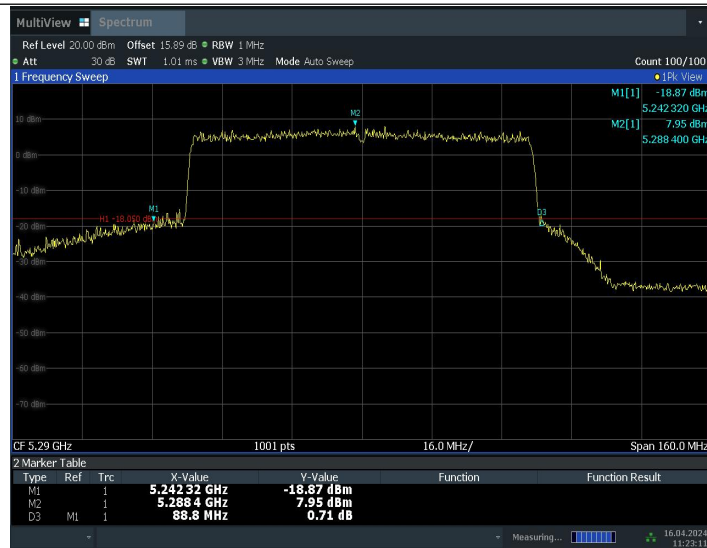 MultiView Spectrum
Ref Level 20.00 dBm Offset 15.89 dB RBW 1 MHz
Att 30 dB SWT 1.01 ms VBW 3 MHz Mode Auto Sweep Count 100/100
1 Frequency Sweep 1Pk View
M1[1] -18.87 dBm
5.242 320 GHz
M2[1] 7.95 dBm
5.288 400 GHz
M2
10 dBm
0 dBm
-10 dBm
M1
H1 -18.050 dBm
D3
-20 dBm
-30 dBm
-40 dBm
-50 dBm
-60 dBm
-70 dBm
CF 5.29 GHz 1001 pts 16.0 MHz/ Span 160.0 MHz
2 Marker Table
Type Ref Trc X-Value Y-Value Function Function Result
M1 1 5.242 32 GHz -18.87 dBm
M2 1 5.288 4 GHz 7.95 dBm
D3 M1 1 88.8 MHz 0.71 dB
Measuring... 16.04.2024
11:23:11